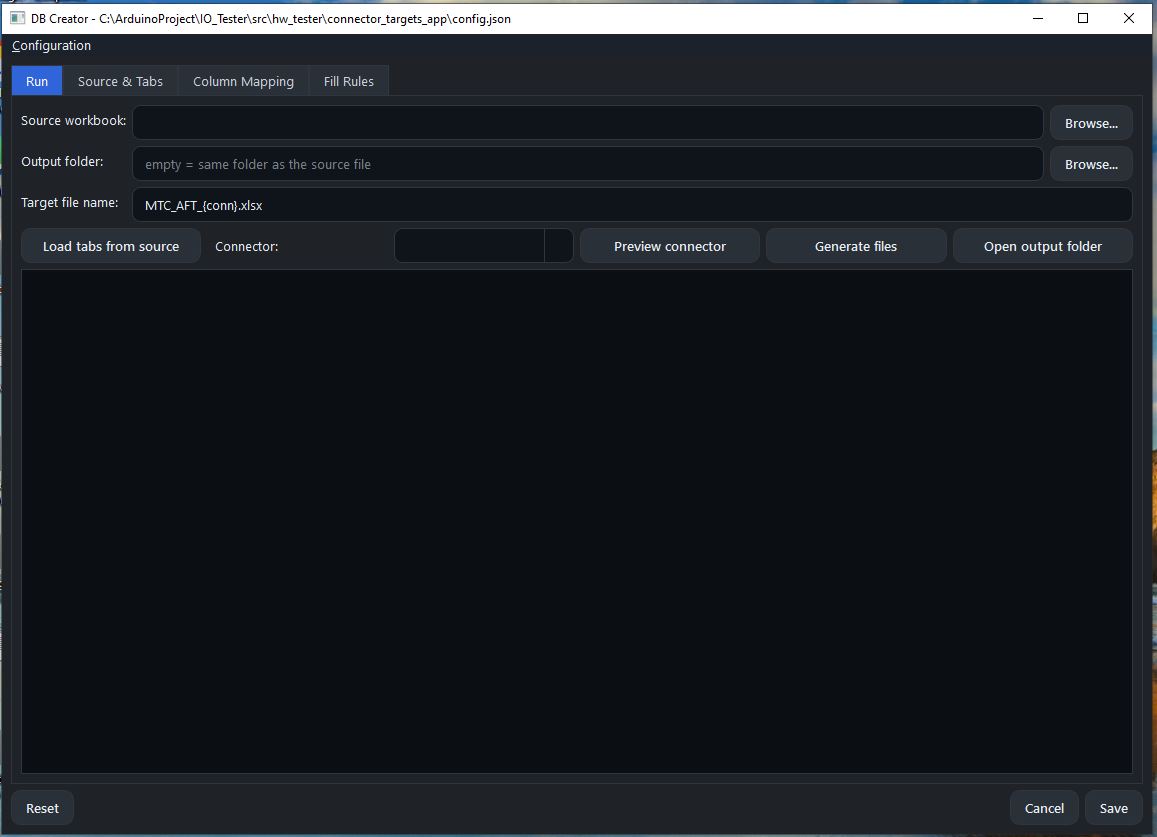 DB Creator - C:\ArduinoProject\IO_Tester\src\hw_tester\connector_targets_app\config.json
Configuration
Run Source & Tabs Column Mapping Fill Rules
Source workbook: Browse...
Output folder: empty = same folder as the source file Browse...
Target file name: MTC_AFT_{conn}.xlsx
Load tabs from source Connector: Preview connector Generate files Open output folder
Reset Cancel Save